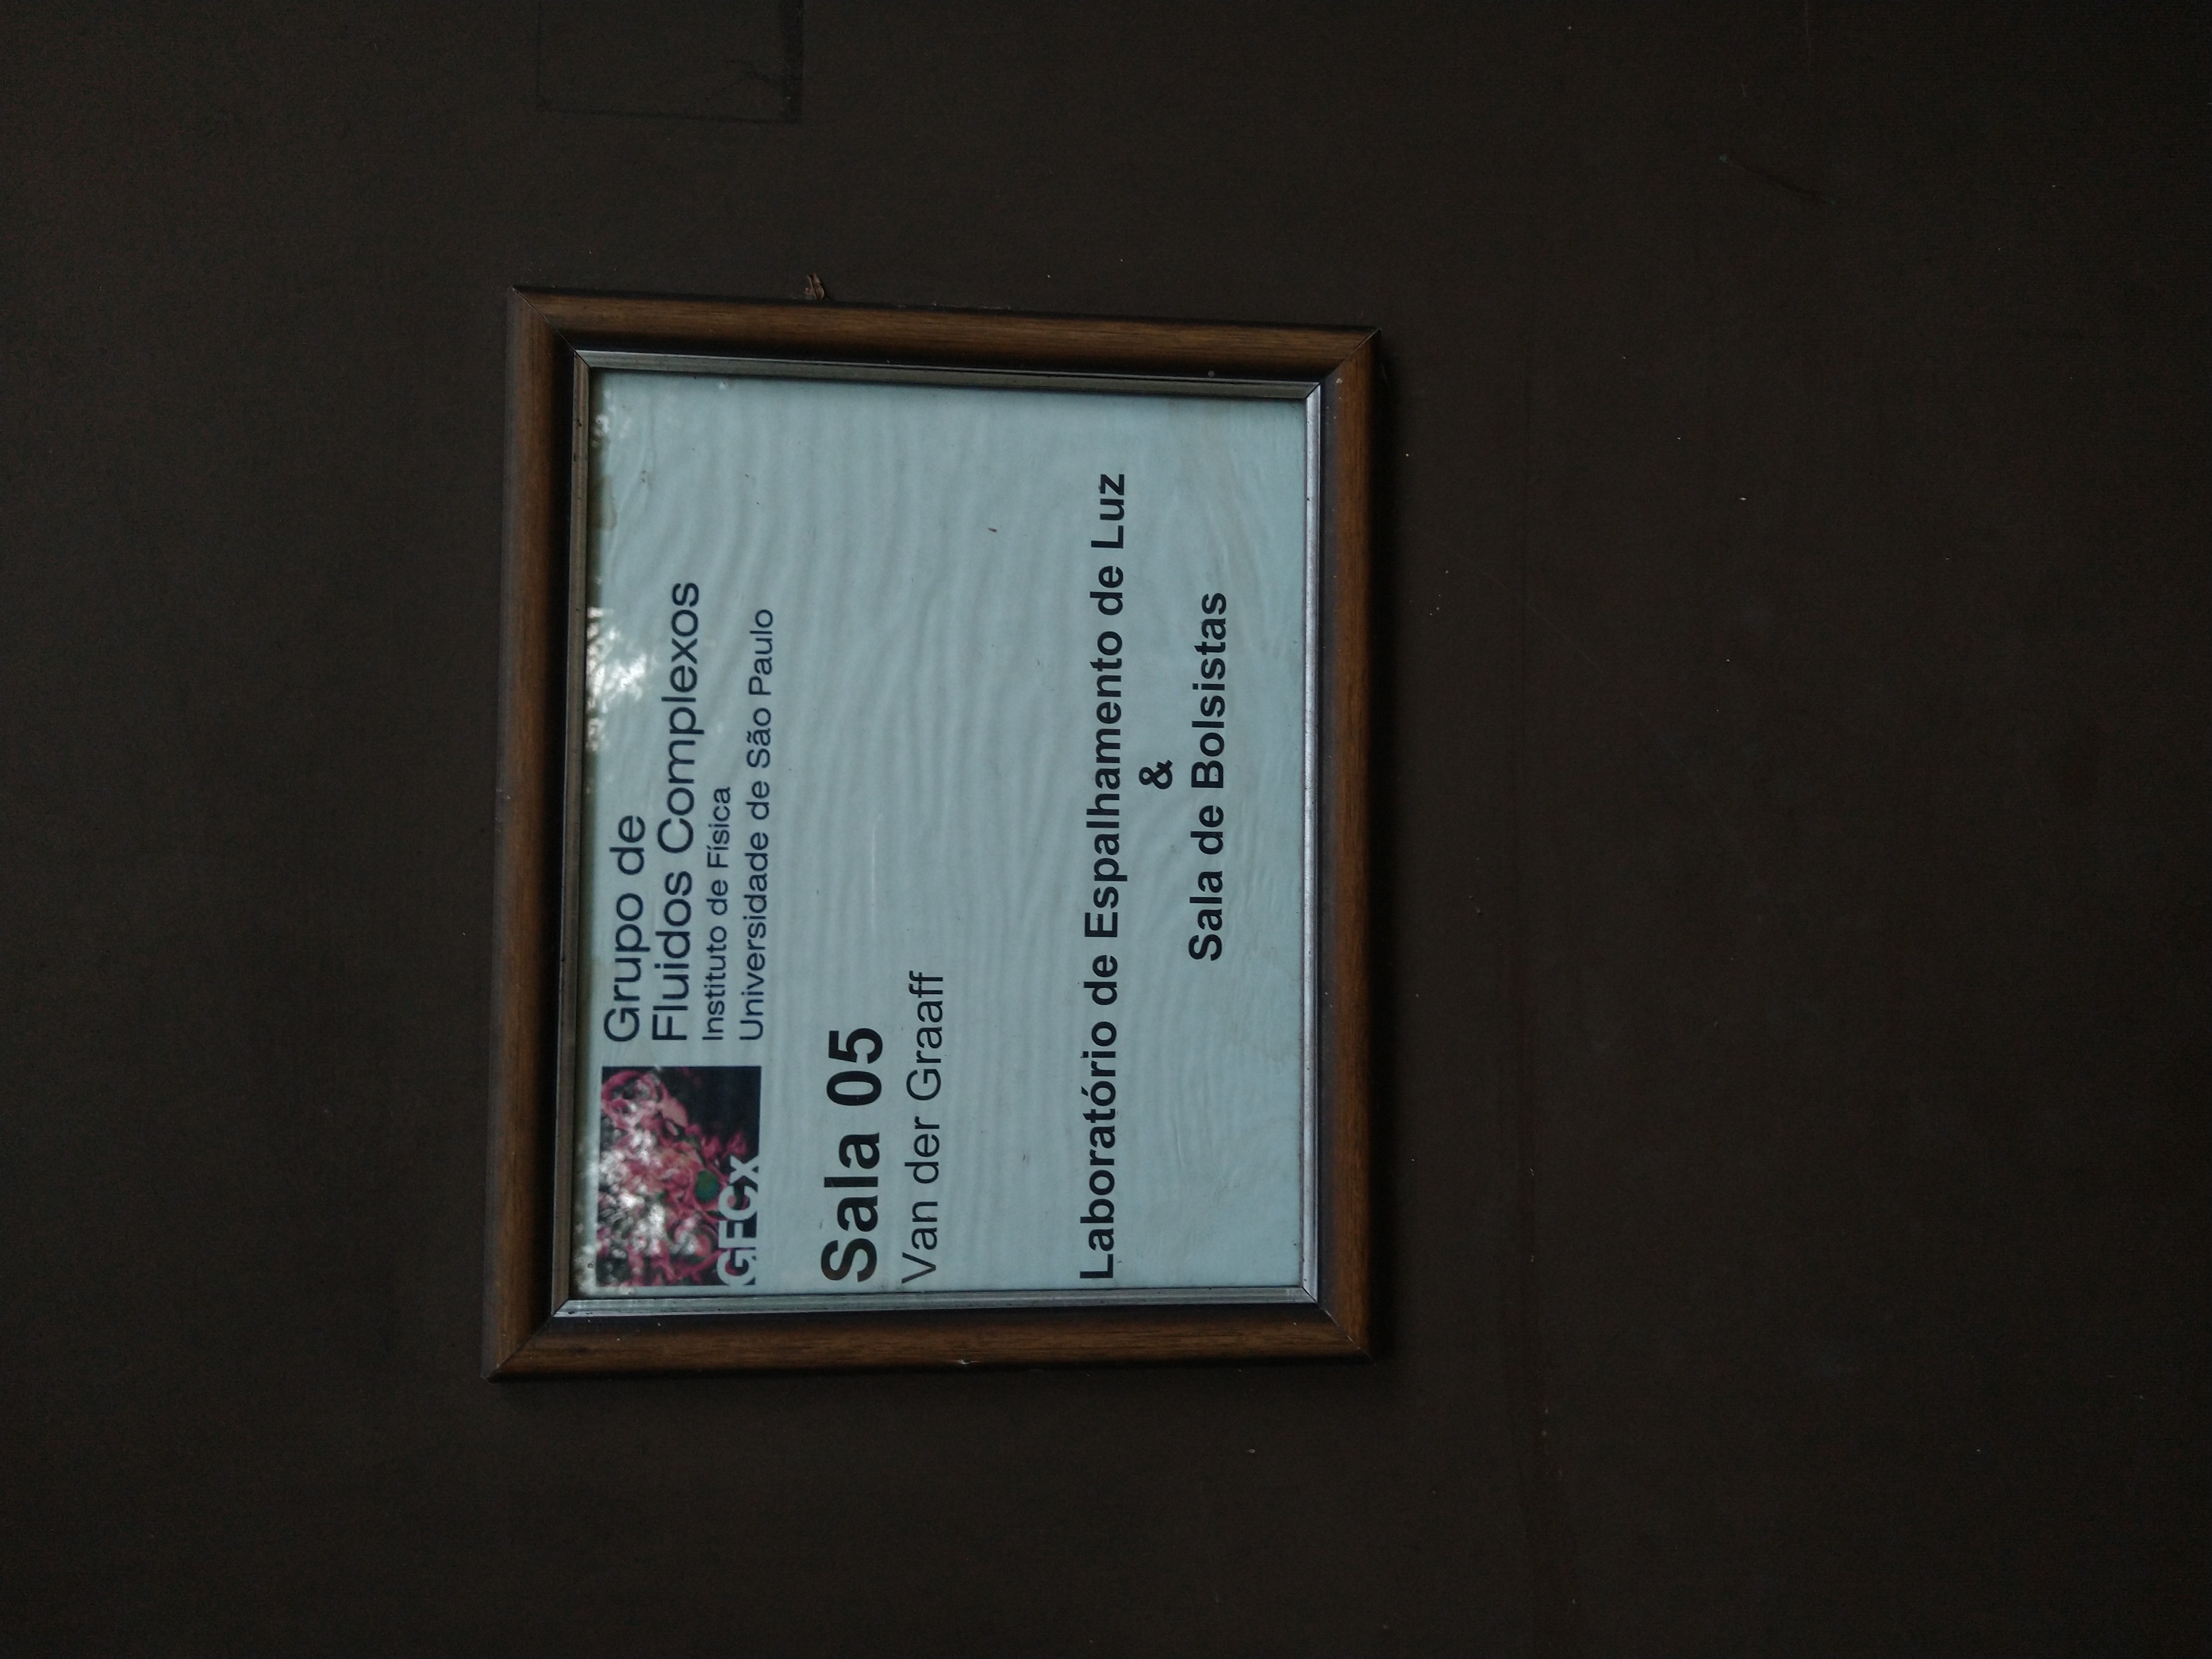 GFCx
Grupo de
Fluidos Complexos
Instituto de Física
Universidade de São Paulo
Sala 05
Van der Graaff
Laboratório de Espalhamento de Luz
&
Sala de Bolsistas